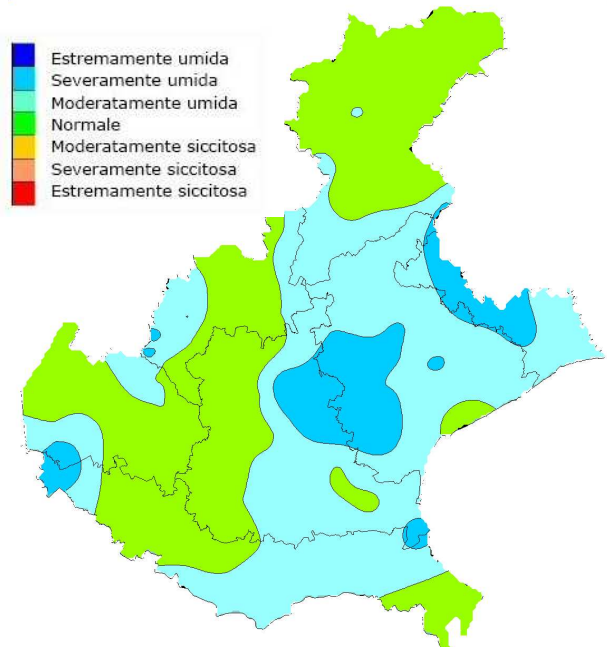 Estremamente umida
Severamente umida
Moderatamente umida
Normale
Moderatamente siccitosa
Severamente siccitosa
Estremamente siccitosa